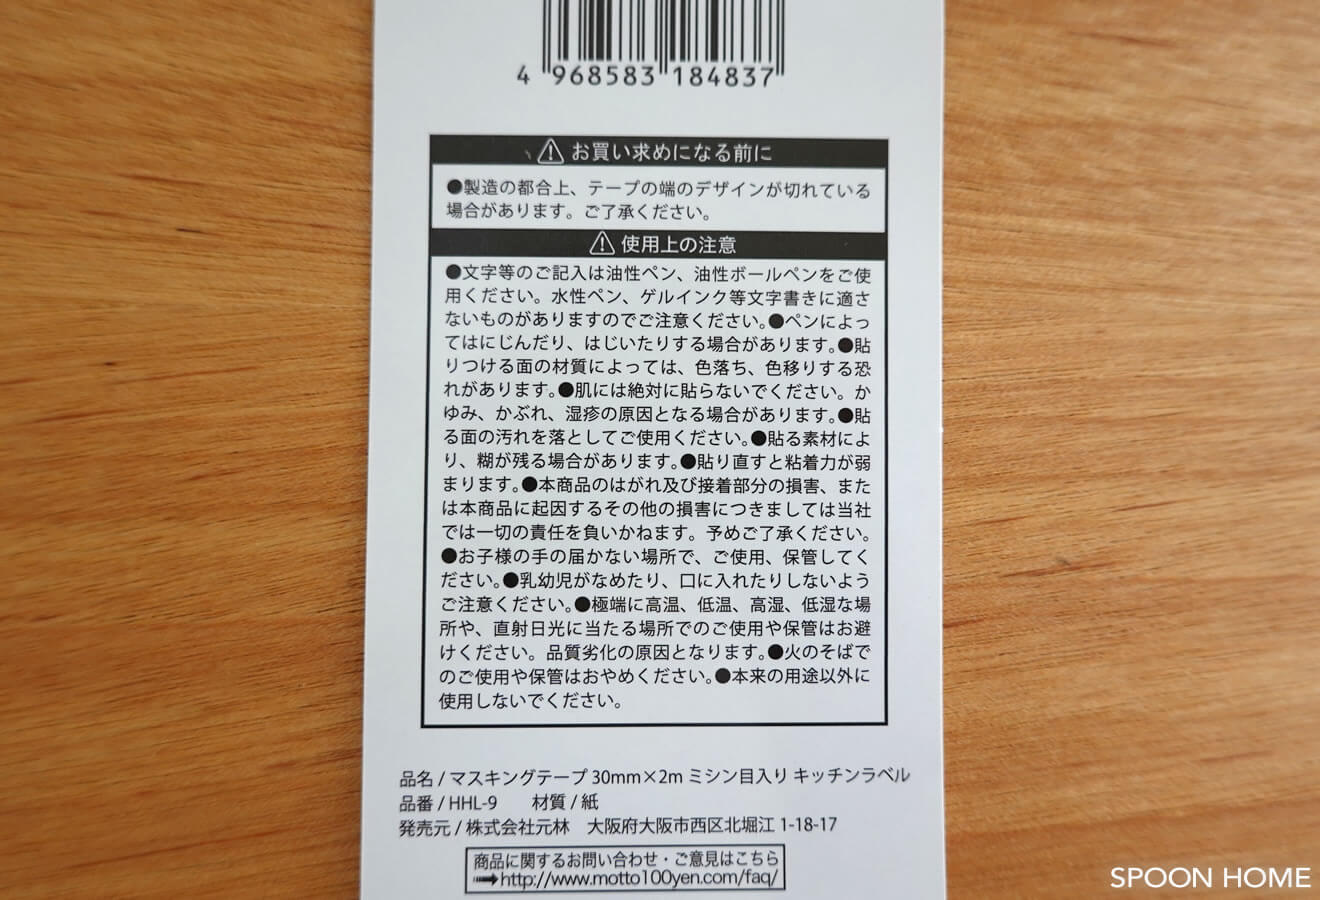 4 968583 184837
⚠ お買い求めになる前に
●製造の都合上、テープの端のデザインが切れている
場合があります。ご了承ください。
⚠ 使用上の注意
●文字等のご記入は油性ペン、油性ボールペンをご使
用ください。水性ペン、ゲルインク等文字書きに適さ
ないものがありますのでご注意ください。●ペンによっ
てはにじんだり、はじいたりする場合があります。●貼
りつける面の材質によっては、色落ち、色移りする恐
れがあります。●肌には絶対に貼らないでください。か
ゆみ、かぶれ、湿疹の原因となる場合があります。●貼
る面の汚れを落としてご使用ください。●貼る素材によ
り、糊が残る場合があります。●貼り直すと粘着力が弱
まります。●本商品のはがれ及び接着部分の損害、また
は本商品に起因するその他の損害につきましては当社
では一切の責任を負いかねます。予めご了承ください。
●お子様の手の届かない場所で、ご使用、保管してく
ださい。●乳幼児がなめたり、口に入れたりしないよう
ご注意ください。●極端に高温、低温、高湿、低湿な場
所や、直射日光に当たる場所でのご使用や保管はお避
けください。品質劣化の原因となります。●火のそばで
のご使用や保管はおやめください。●本来の用途以外に
使用しないでください。
品名 / マスキングテープ 30mm×2m ミシン目入り キッチンラベル
品番 / HHL-9　材質 / 紙
発売元 / 株式会社元林　大阪府大阪市西区北堀江 1-18-17
商品に関するお問い合わせ・ご意見はこちら
➡http://www.motto100yen.com/faq/
SPOON HOME